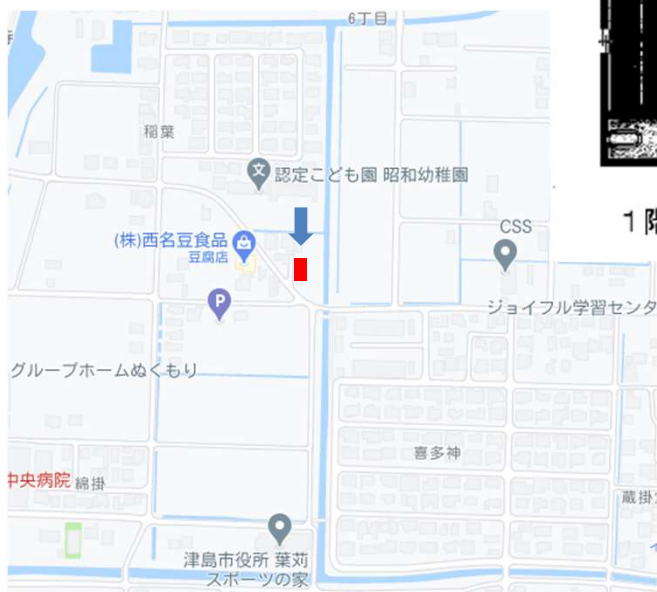 6丁目
寺
稲葉
文
認定こども園 昭和幼稚園
(株)西名豆食品
豆腐店
P
CSS
ジョイフル学習センタ
グループホームぬくもり
喜多神
中央病院
綿掛
蔵掛
津島市役所 葉苅
スポーツの家
1階